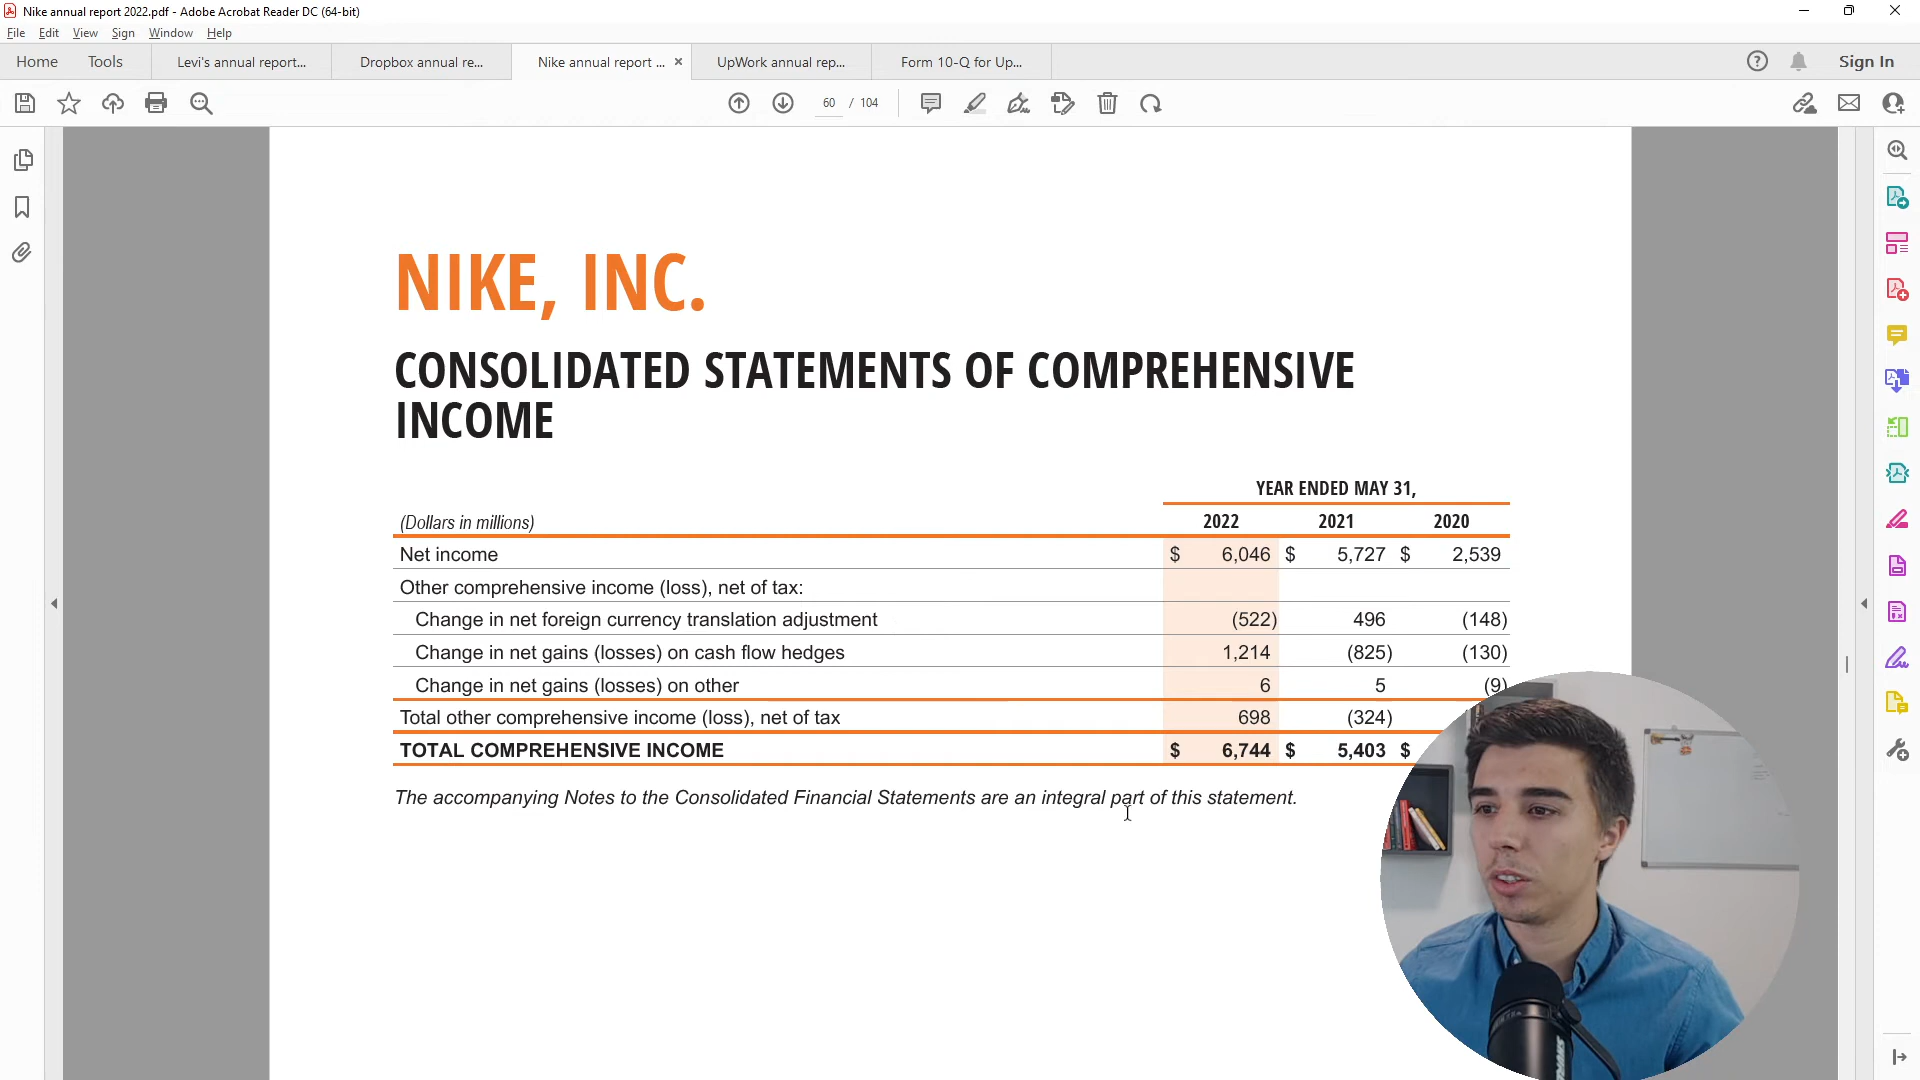 Nike annual report 2022.pdf - Adobe Acrobat Reader DC (64-bit)
File Edit View Sign Window Help
Home Tools Levi's annual report... Dropbox annual re... Nike annual report ... × UpWork annual rep... Form 10-Q for Up... Sign In
60 / 104
NIKE, INC.
CONSOLIDATED STATEMENTS OF COMPREHENSIVE
INCOME
YEAR ENDED MAY 31,
(Dollars in millions) 2022 2021 2020
Net income $ 6,046 $ 5,727 $ 2,539
Other comprehensive income (loss), net of tax:
Change in net foreign currency translation adjustment (522) 496 (148)
Change in net gains (losses) on cash flow hedges 1,214 (825) (130)
Change in net gains (losses) on other 6 5 (9)
Total other comprehensive income (loss), net of tax 698 (324)
TOTAL COMPREHENSIVE INCOME $ 6,744 $ 5,403 $
The accompanying Notes to the Consolidated Financial Statements are an integral part of this statement.